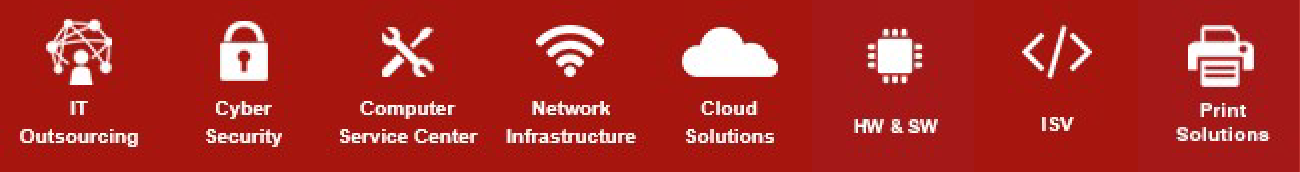 IT
Outsourcing
Cyber
Security
Computer
Service Center
Network
Infrastructure
Cloud
Solutions
HW & SW
ISV
Print
Solutions